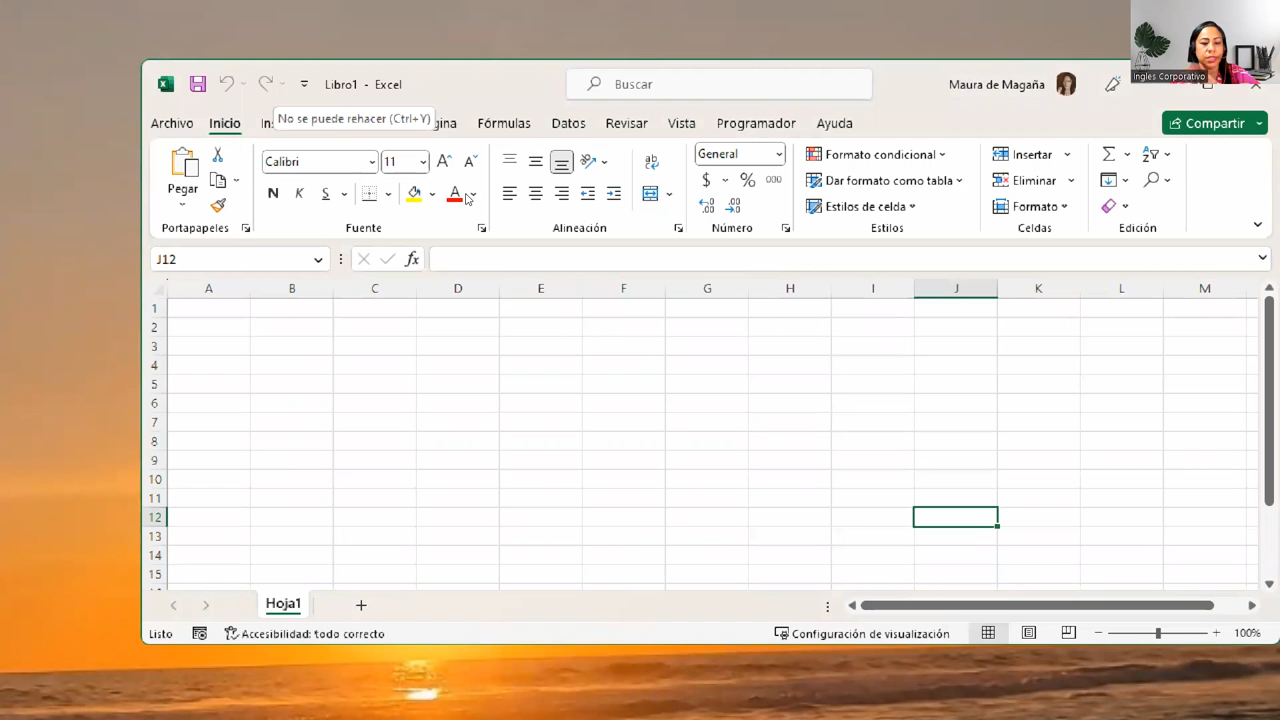 Ingles Corporativo
Libro1 - Excel
Buscar
Maura de Magaña
Archivo Inicio No se puede rehacer (Ctrl+Y) gina Fórmulas Datos Revisar Vista Programador Ayuda
Compartir
Pegar
Calibri 11
General
Formato condicional
Insertar
N K S
$ % 000
Dar formato como tabla
Eliminar
Estilos de celda
Formato
Portapapeles Fuente Alineación Número Estilos Celdas Edición
J12
fx
A B C D E F G H I J K L M
1
2
3
4
5
6
7
8
9
10
11
12
13
14
15
Hoja1
Listo
Accesibilidad: todo correcto
Configuración de visualización
100%